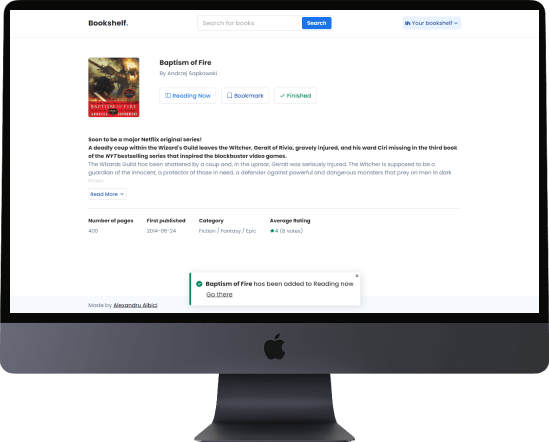 Bookshelf.
Search for books
Search
Your bookshelf
Baptism of Fire
By Andrzej Sapkowski
Reading Now
Bookmark
Finished
BAPTISM OF FIRE
ANDRZEJ SAPKOWSKI
Soon to be a major Netflix original series!
A deadly coup within the Wizard's Guild leaves the Witcher, Geralt of Rivia, gravely injured, and his ward Ciri missing in the third book
of the NYT bestselling series that inspired the blockbuster video games.
The Wizards Guild has been shattered by a coup and, in the uproar, Geralt was seriously injured. The Witcher is supposed to be a
guardian of the innocent, a protector of those in need, a defender against powerful and dangerous monsters that prey on men in dark
times.
Read More
Number of pages
First published
Category
Average Rating
400
2014-06-24
Fiction / Fantasy / Epic
★4 (8 votes)
Baptism of Fire has been added to Reading now
Go there
Made by Alexandru Albici